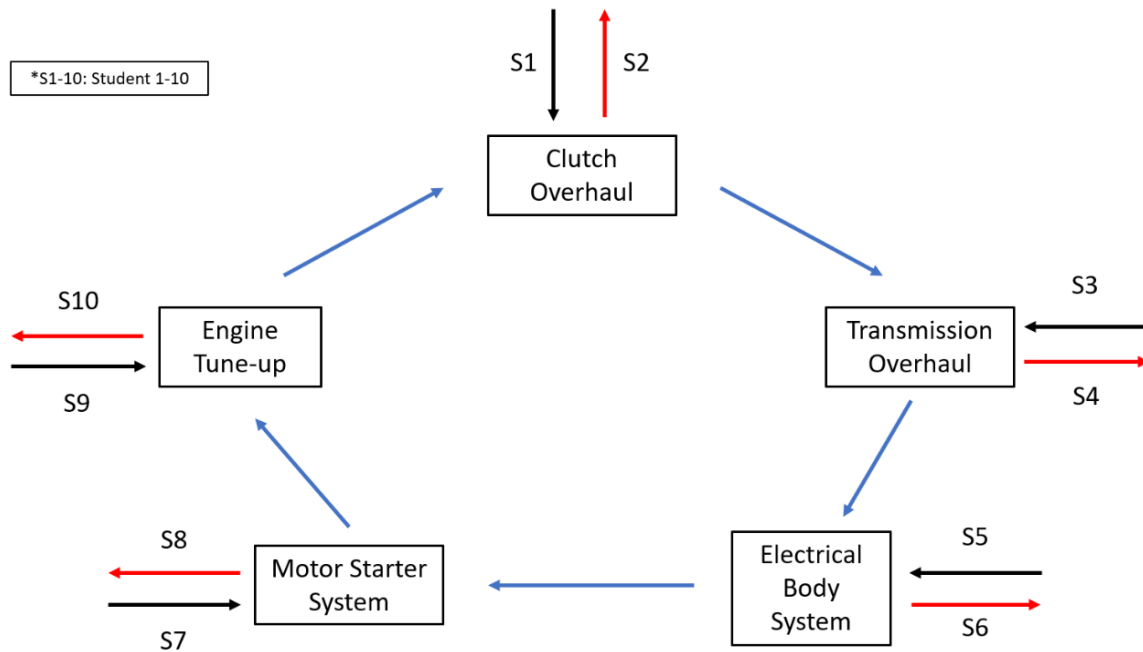 S1
S2
*S1-10: Student 1-10
Clutch
Overhaul
S10
Engine
Tune-up
S9
S3
Transmission
Overhaul
S4
S8
Motor Starter
System
S7
Electrical
Body
System
S5
S6